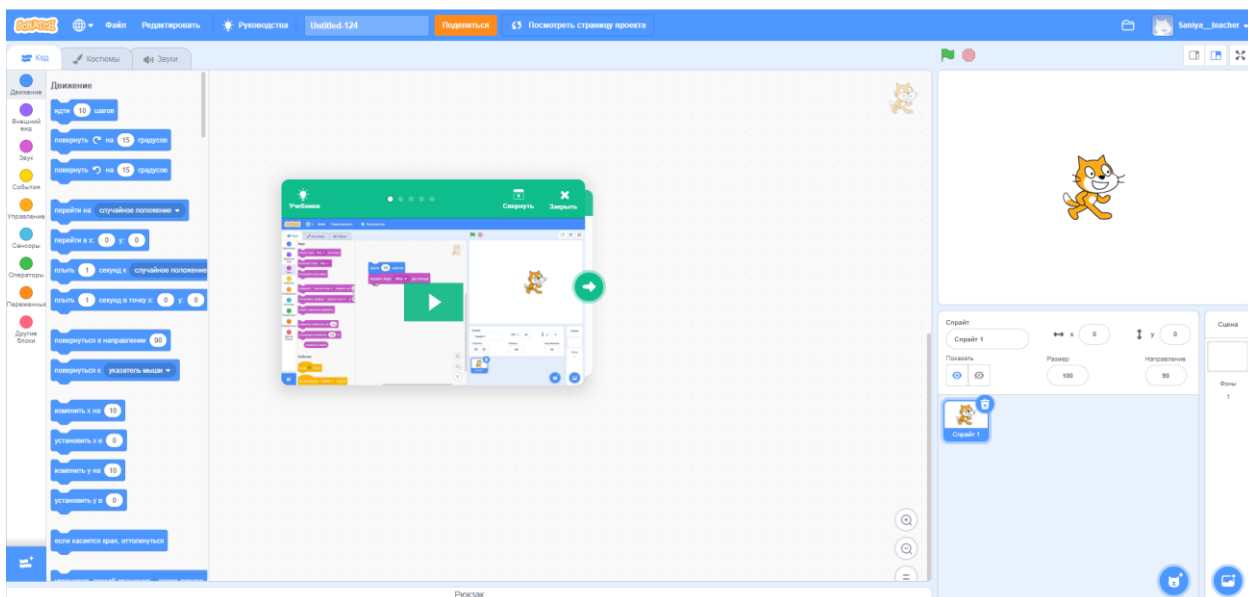 SCRATCH
Файл Редактировать Руководства Untitled-124 Поделиться Посмотреть страницу проекта Saniya__teacher
Код Костюмы Звуки
Движение
Внешний вид
Звук
События
Управление
Сенсоры
Операторы
Переменные
Другие блоки
Движение
идти 10 шагов
повернуть на 15 градусов
повернуть на 15 градусов
перейти на случайное положение
перейти в x: 0 y: 0
плыть 1 секунд к случайное положение
плыть 1 секунд в точку x: 0 y: 0
повернуться в направлении 90
повернуться к указатель мыши
изменить x на 10
установить x в 0
изменить y на 10
установить y в 0
если касается края, оттолкнуться
Учебники Свернуть Закрыть
Рюкзак
Спрайт
Спрайт 1 x 0 y 0
Показать Размер Направление
100 90
Спрайт 1
Сцена
Фоны
1